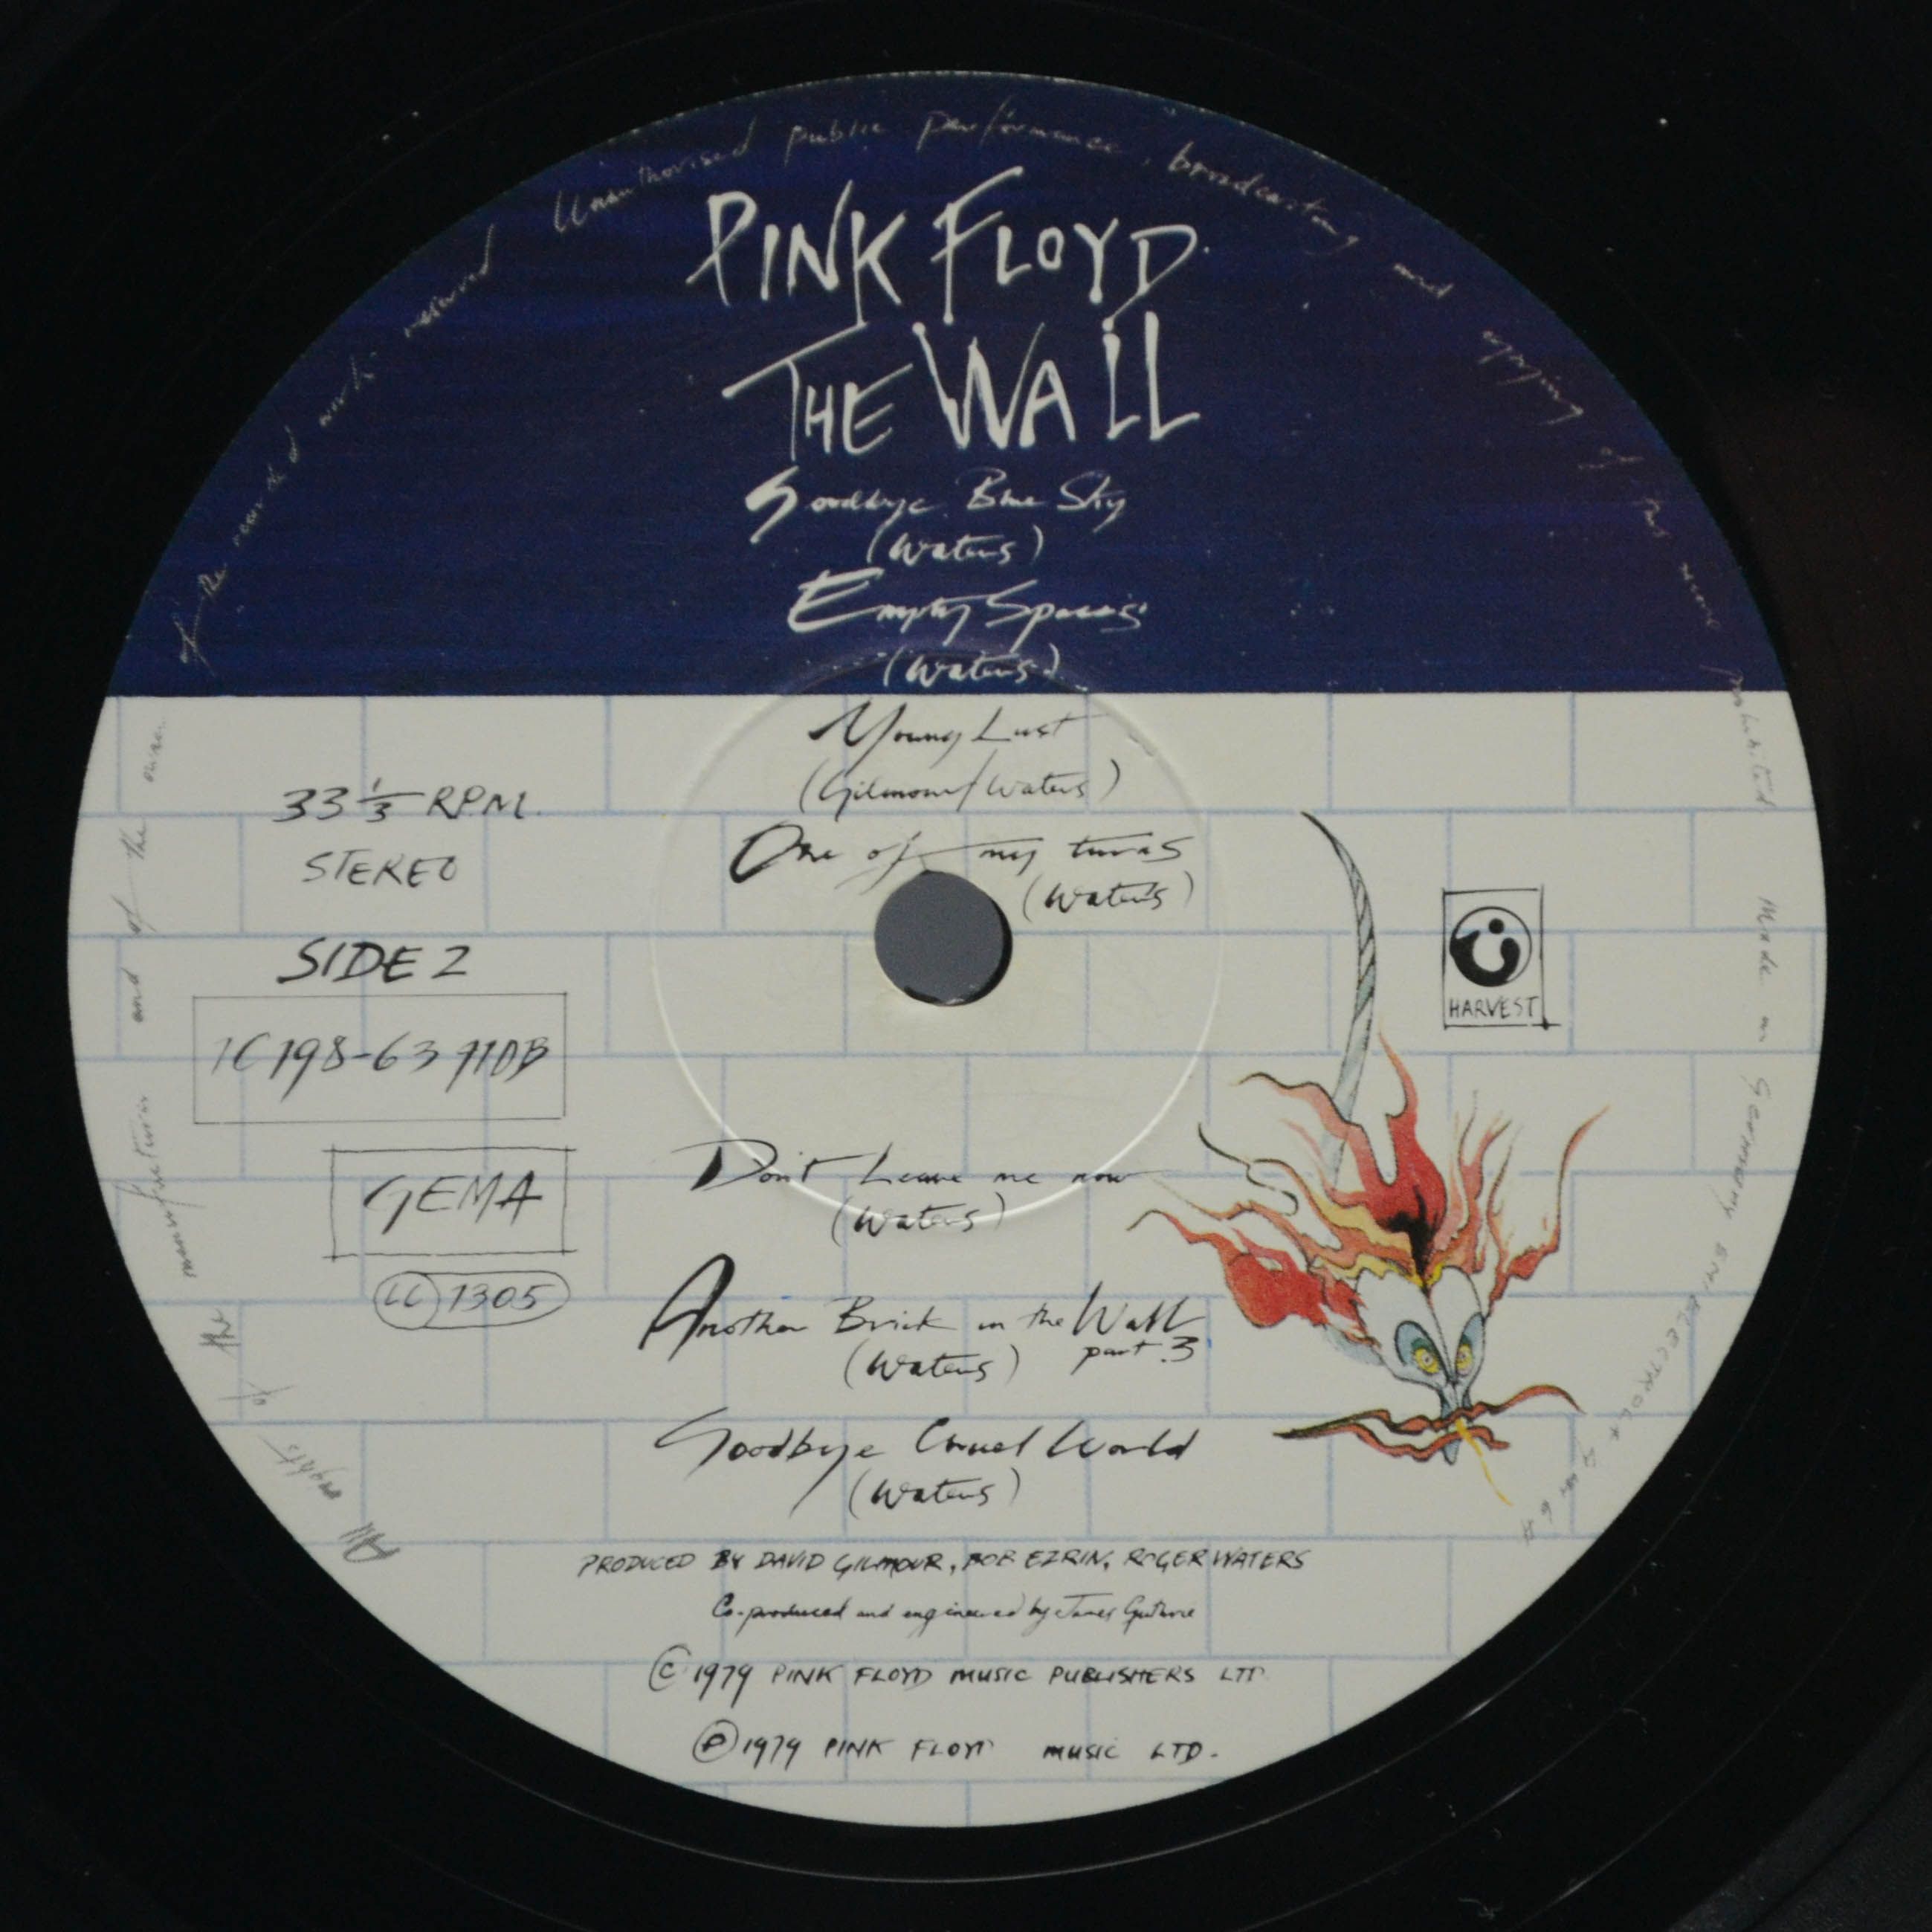 All rights of the manufacturer and of the owner of the recorded work reserved Unauthorised public performance, broadcasting and copying of this record prohibited Made in Germany EMI ELECTROLA
PINK FLOYD
THE WALL
Goodbye Blue Sky
(Waters)
Empty Spaces
(Waters)
Young Lust
(Gilmour/Waters)
One of my turns
(Waters)
33 1/3 R.P.M.
STEREO
SIDE 2
1C198-63 411DB
GEMA
LC 1305
HARVEST
Don't Leave me now
(Waters)
Another Brick in the Wall
part.3
(Waters)
Goodbye Cruel World
(Waters)
PRODUCED BY DAVID GILMOUR, BOB EZRIN, ROGER WATERS
Co-produced and engineered by James Guthrie
© 1979 PINK FLOYD MUSIC PUBLISHERS LTD
℗ 1979 PINK FLOYD MUSIC LTD.